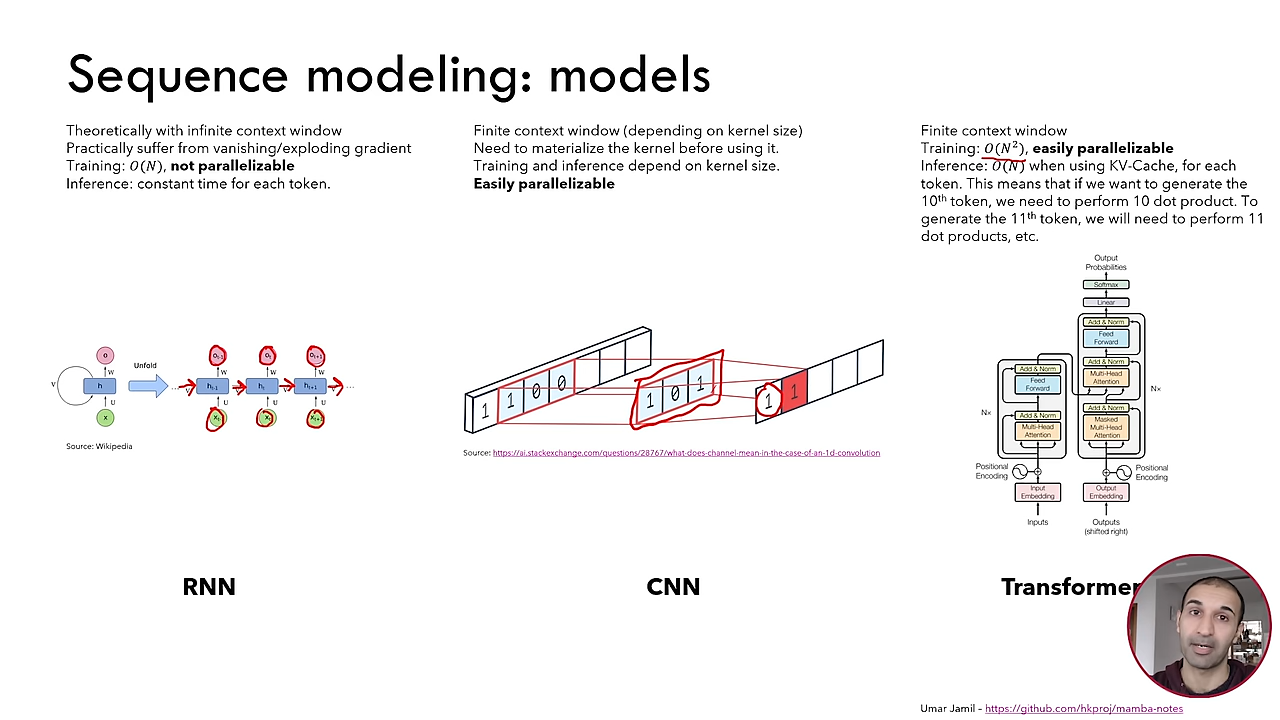 Sequence modeling: models
Theoretically with infinite context window
Practically suffer from vanishing/exploding gradient
Training: O(N), not parallelizable
Inference: constant time for each token.
Finite context window (depending on kernel size)
Need to materialize the kernel before using it.
Training and inference depend on kernel size.
Easily parallelizable
Finite context window
Training: O(N²), easily parallelizable
Inference: O(N) when using KV-Cache, for each
token. This means that if we want to generate the
10th token, we need to perform 10 dot product. To
generate the 11th token, we will need to perform 11
dot products, etc.
o
W
v
h
U
x
Unfold
...
o t-1
o t
o t+1
W
W
W
h t-1
h t
h t+1
...
U
U
U
x t-1
x t
x t+1
Source: Wikipedia
1 1 0 0
1 0 1
1 1
Source: https://ai.stackexchange.com/questions/28767/what-does-channel-mean-in-the-case-of-an-1d-convolution
Output
Probabilities
Softmax
Linear
Add & Norm
Feed
Forward
Add & Norm
Multi-Head
Attention
Add & Norm
Masked
Multi-Head
Attention
N×
Add & Norm
Feed
Forward
N×
Add & Norm
Multi-Head
Attention
Positional
Encoding
Positional
Encoding
Input
Embedding
Output
Embedding
Inputs
Outputs
(shifted right)
RNN
CNN
Transformer
Umar Jamil – https://github.com/hkproj/mamba-notes